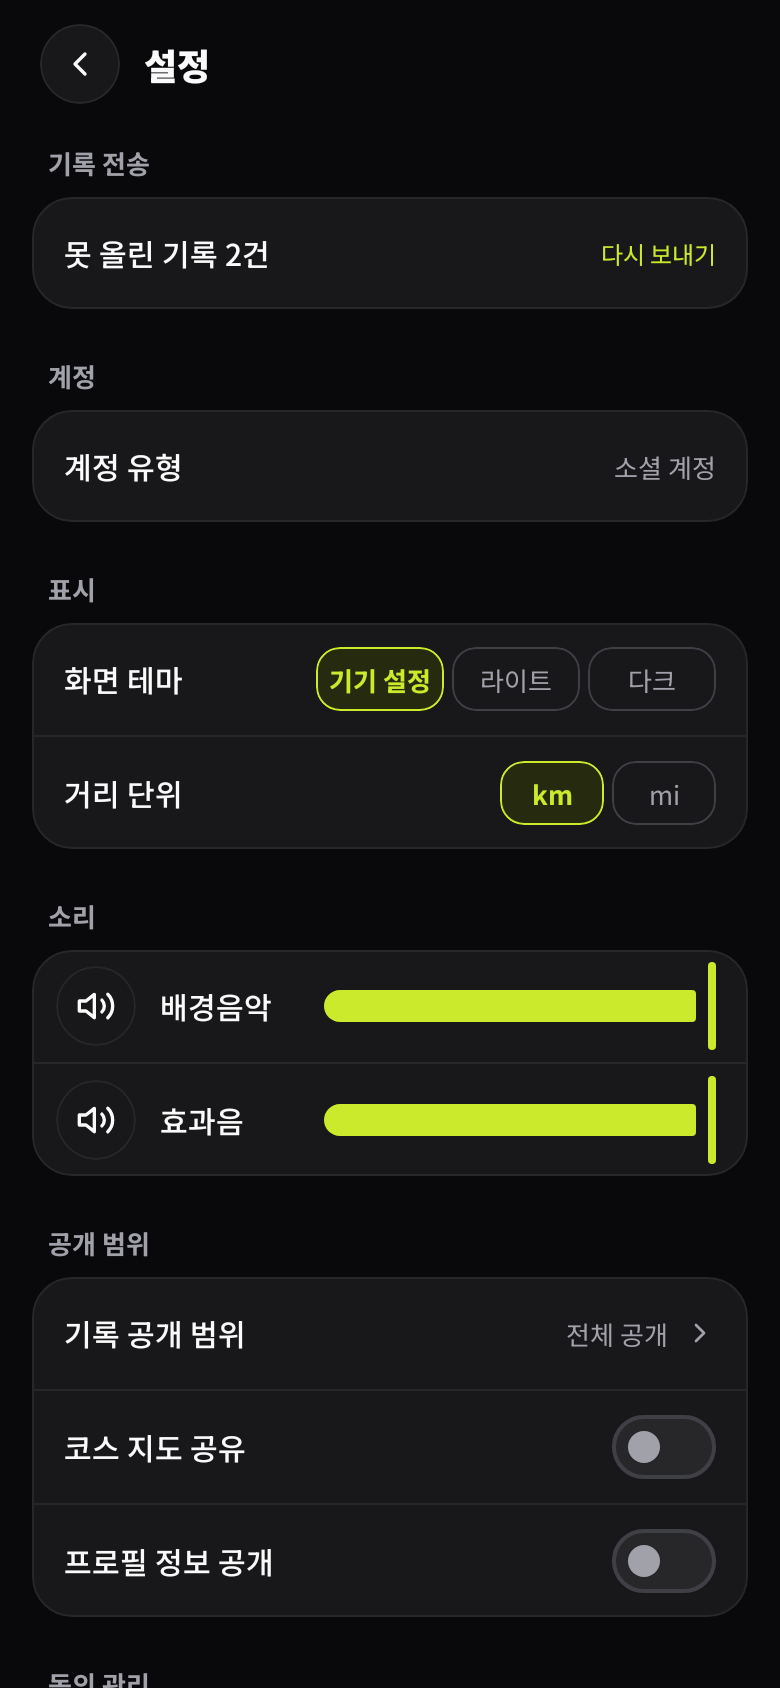 설정
기록 전송
못 올린 기록 2건 다시 보내기
계정
계정 유형 소셜 계정
표시
화면 테마 기기 설정 라이트 다크
거리 단위 km mi
소리
배경음악
효과음
공개 범위
기록 공개 범위 전체 공개
코스 지도 공유
프로필 정보 공개
동의 관리